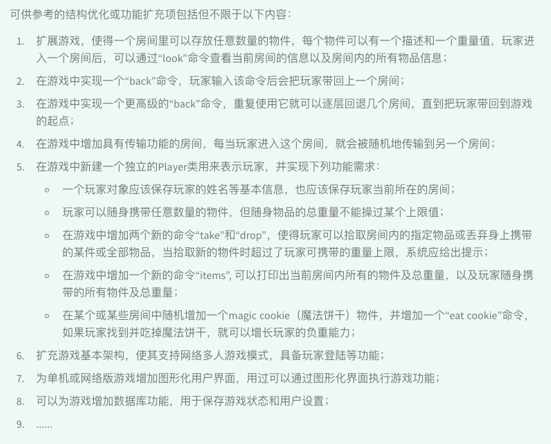 可供参考的结构优化或功能扩充项包括但不限于以下内容：
1. 扩展游戏，使得一个房间里可以存放任意数量的物件，每个物件可以有一个描述和一个重量值，玩家进
入一个房间后，可以通过“look”命令查看当前房间的信息以及房间内的所有物品信息；
2. 在游戏中实现一个“back”命令，玩家输入该命令后会把玩家带回上一个房间；
3. 在游戏中实现一个更高级的“back”命令，重复使用它就可以逐层回退几个房间，直到把玩家带回到游戏
的起点；
4. 在游戏中增加具有传输功能的房间，每当玩家进入这个房间，就会被随机地传输到另一个房间；
5. 在游戏中新建一个独立的Player类用来表示玩家，并实现下列功能需求：
一个玩家对象应该保存玩家的姓名等基本信息，也应该保存玩家当前所在的房间；
玩家可以随身携带任意数量的物件，但随身物品的总重量不能操过某个上限值；
在游戏中增加两个新的命令“take”和“drop”，使得玩家可以拾取房间内的指定物品或丢弃身上携带
的某件或全部物品，当拾取新的物件时超过了玩家可携带的重量上限，系统应给出提示；
在游戏中增加一个新的命令“items”, 可以打印出当前房间内所有的物件及总重量，以及玩家随身携
带的所有物件及总重量；
在某个或某些房间中随机增加一个magic cookie（魔法饼干）物件，并增加一个“eat cookie”命令，
如果玩家找到并吃掉魔法饼干，就可以增长玩家的负重能力；
6. 扩充游戏基本架构，使其支持网络多人游戏模式，具备玩家登陆等功能；
7. 为单机或网络版游戏增加图形化用户界面，用过可以通过图形化界面执行游戏功能；
8. 可以为游戏增加数据库功能，用于保存游戏状态和用户设置；
9. ......